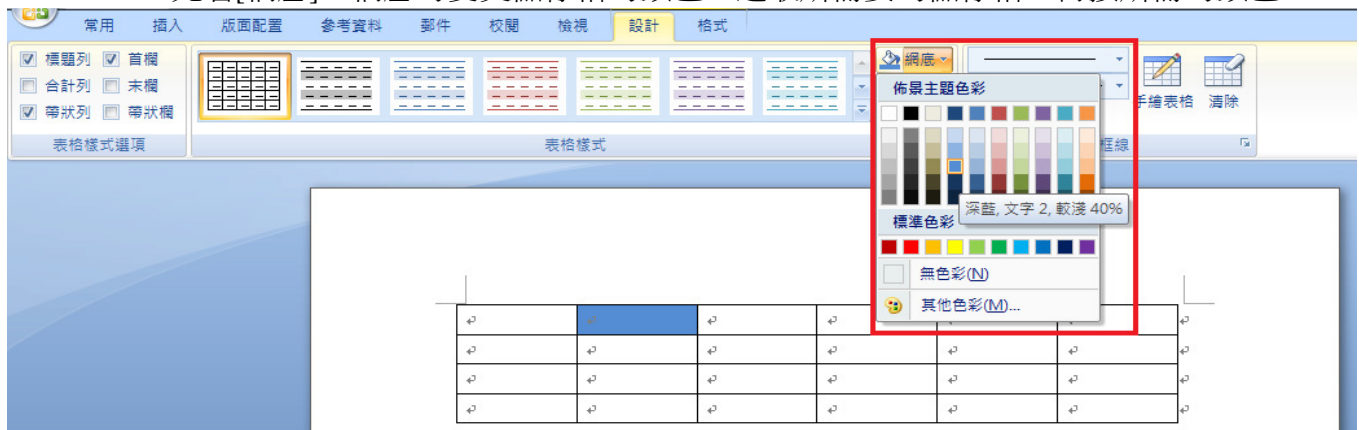 常用 插入 版面配置 參考資料 郵件 校閱 檢視 設計 格式
標題列 首欄
合計列 末欄
帶狀列 帶狀欄
表格樣式選項
表格樣式
網底
手繪表格 清除
框線
佈景主題色彩
深藍, 文字 2, 較淺 40%
標準色彩
無色彩(N)
其他色彩(M)...